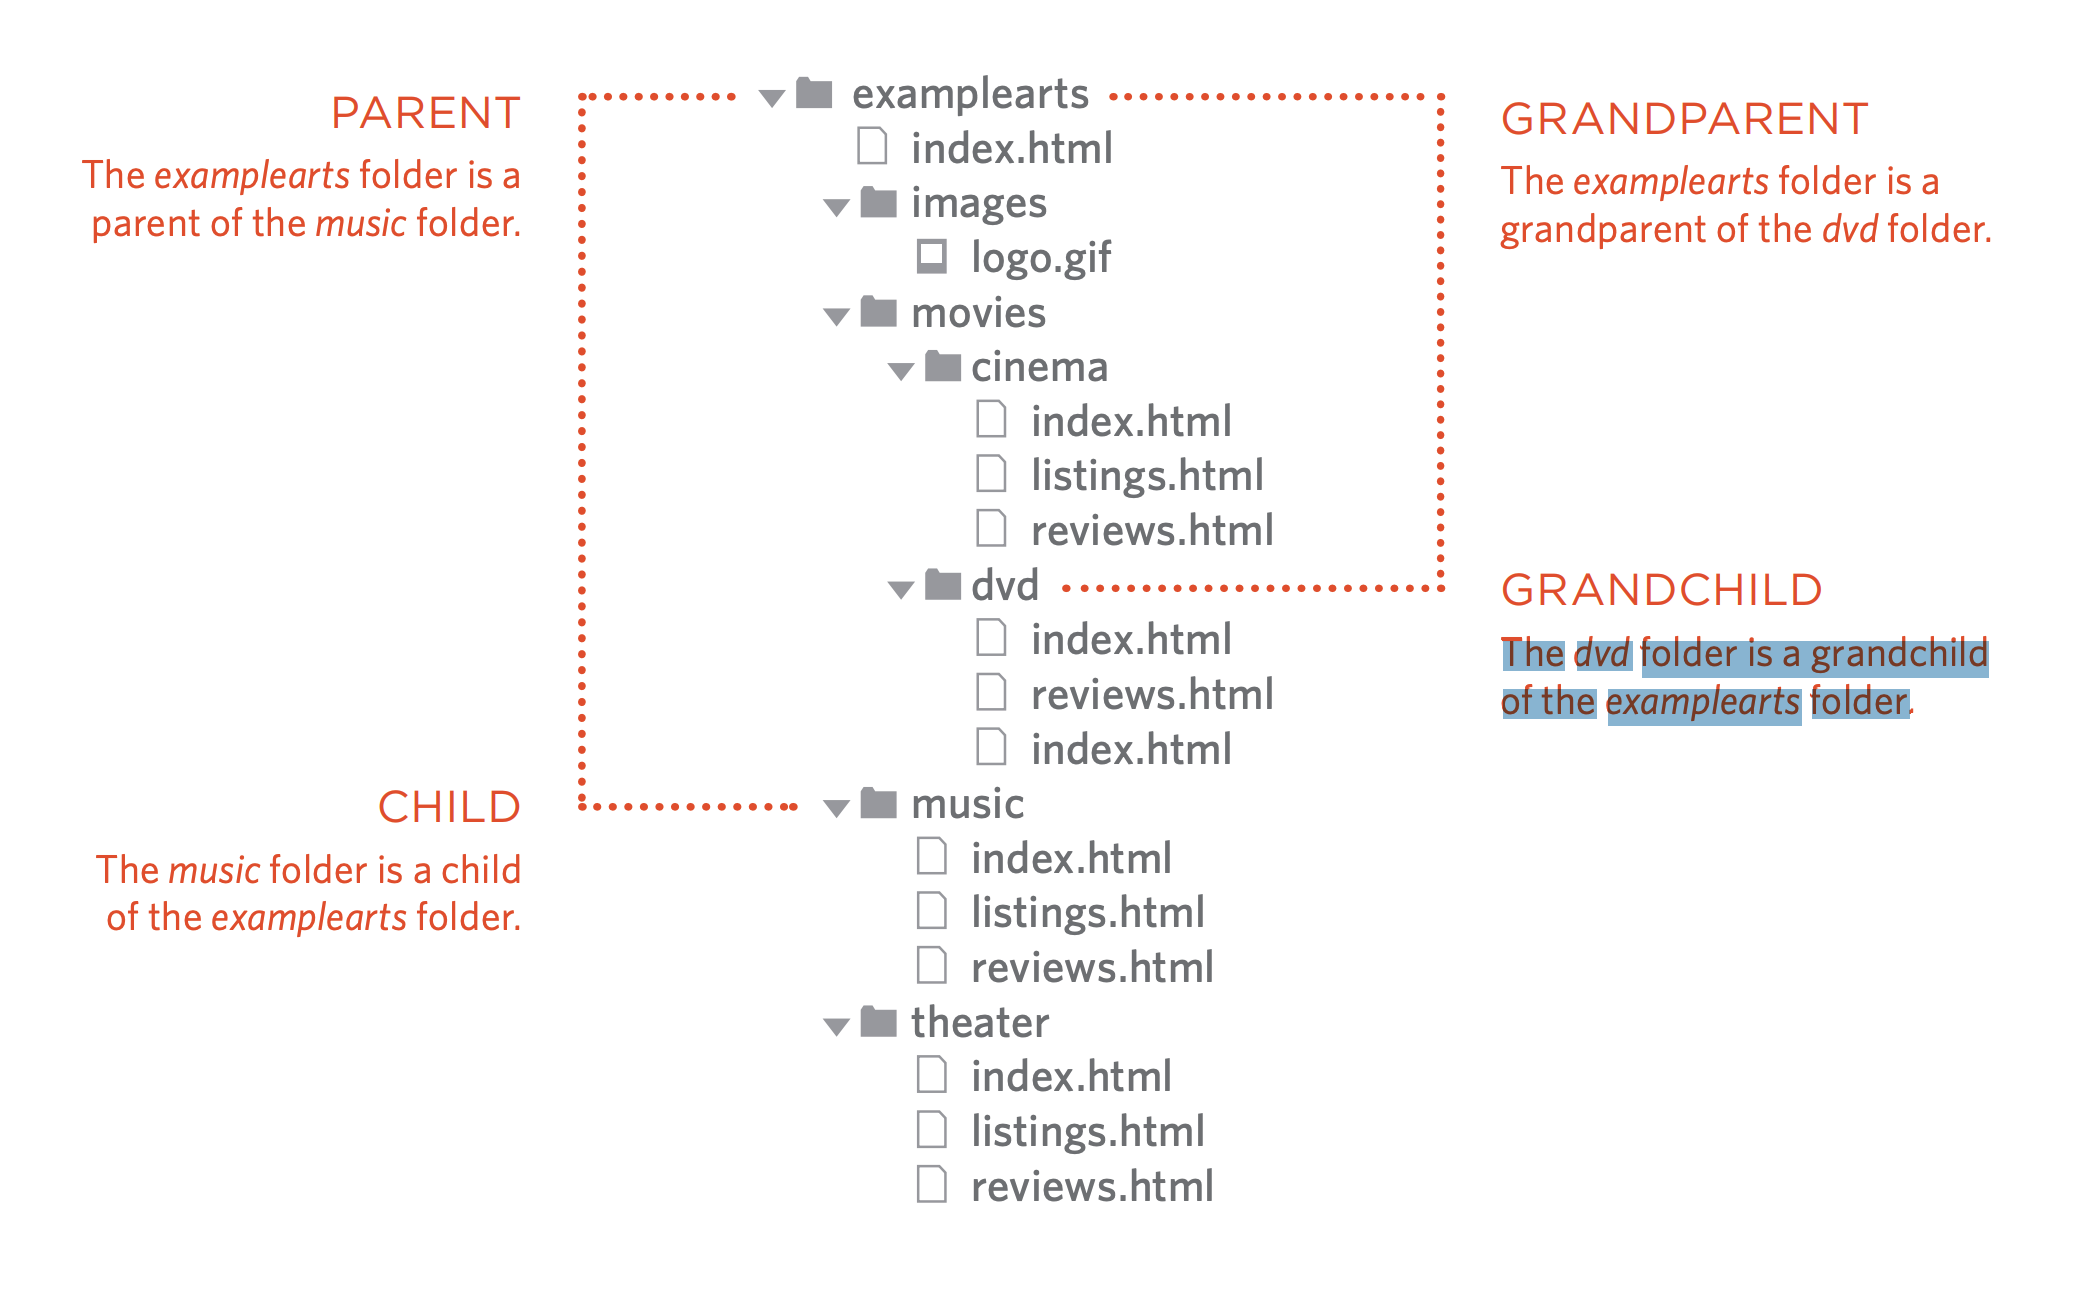 PARENT
The examplearts folder is a
parent of the music folder.
examplearts
index.html
images
logo.gif
movies
cinema
index.html
listings.html
reviews.html
dvd
index.html
reviews.html
index.html
music
index.html
listings.html
reviews.html
theater
index.html
listings.html
reviews.html
GRANDPARENT
The examplearts folder is a
grandparent of the dvd folder.
GRANDCHILD
The dvd folder is a grandchild
of the examplearts folder.
CHILD
The music folder is a child
of the examplearts folder.